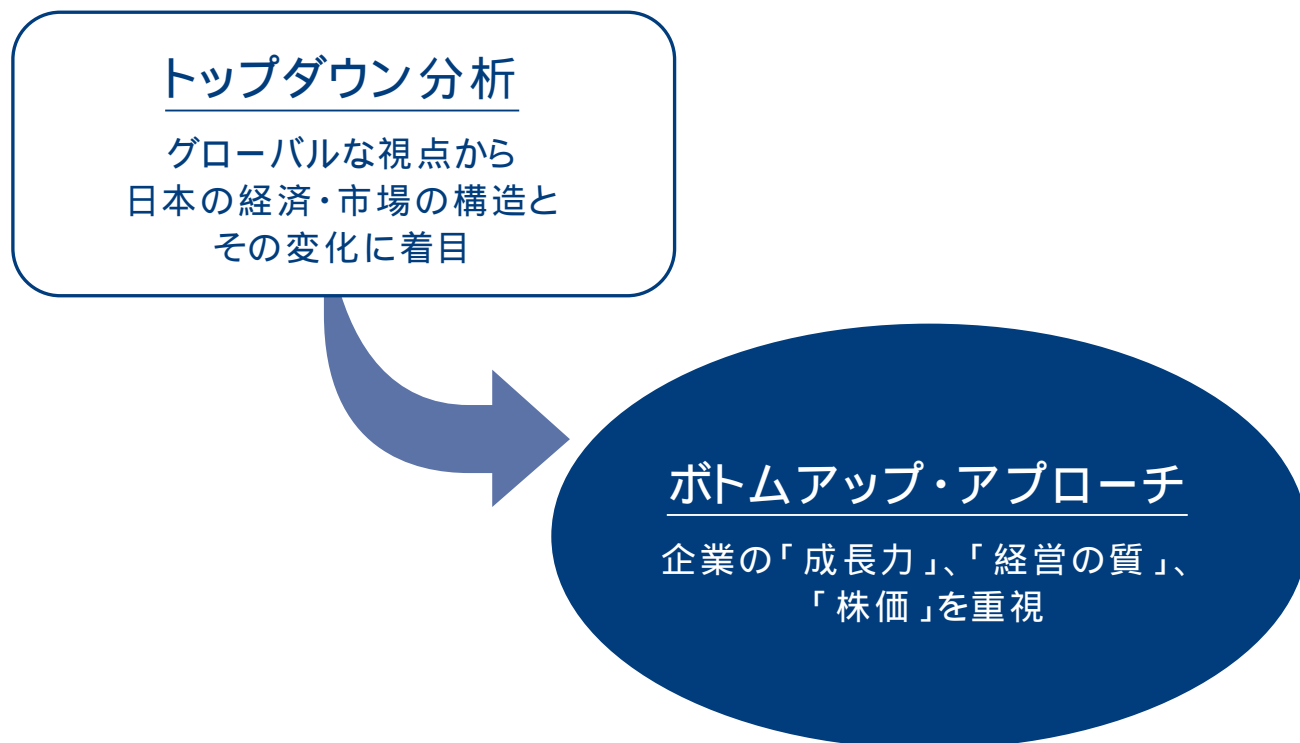 トップダウン分析
グローバルな視点から
日本の経済・市場の構造と
その変化に着目
ボトムアップ・アプローチ
企業の「成長力」、「経営の質」、
「株価」を重視